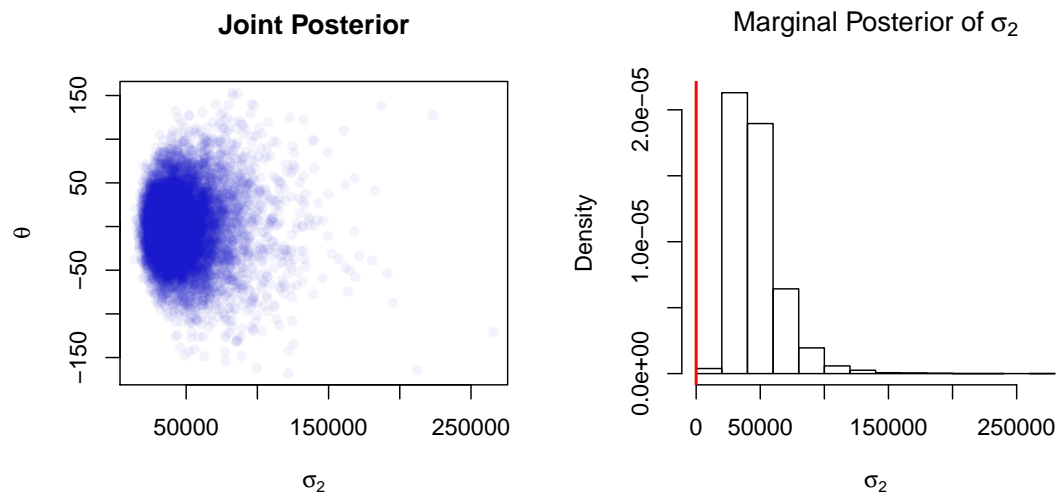 Joint Posterior
150
50
−50
−150
θ
50000 150000 250000
σ2
Marginal Posterior of σ2
2.0e−05
1.0e−05
0.0e+00
Density
0 50000 150000 250000
σ2